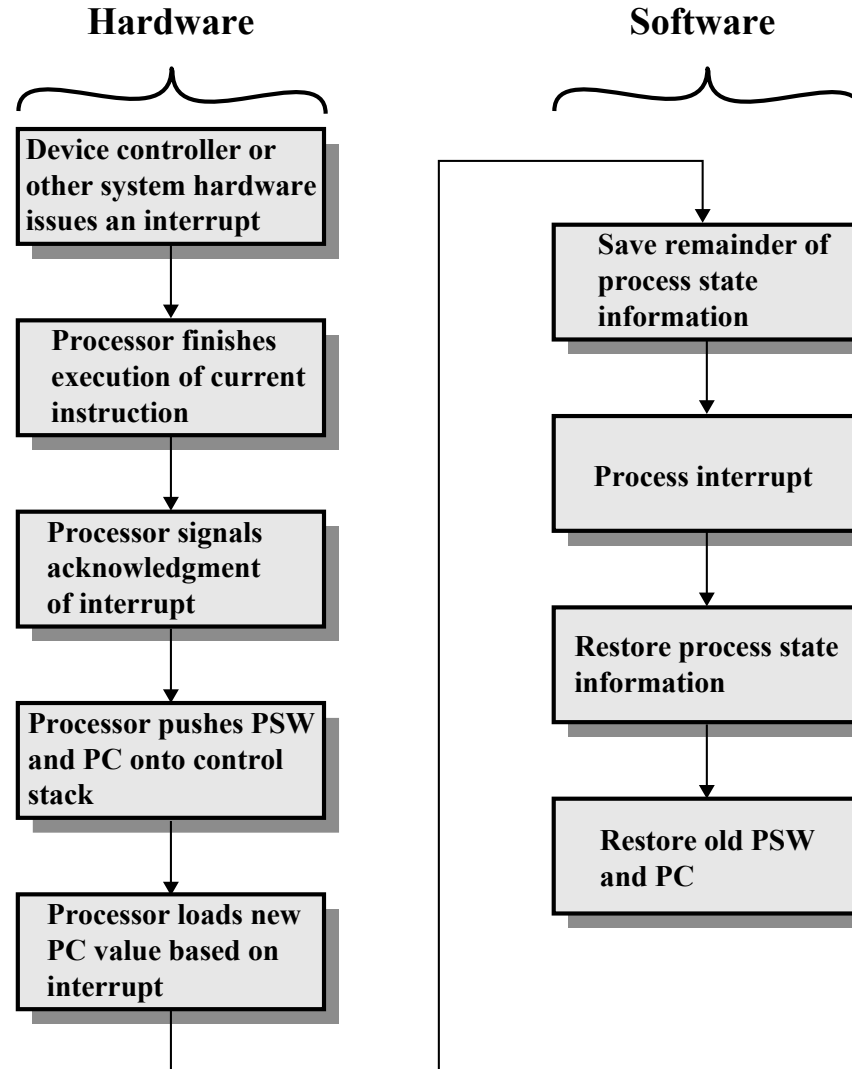 Hardware
Device controller or
other system hardware
issues an interrupt
Processor finishes
execution of current
instruction
Processor signals
acknowledgment
of interrupt
Processor pushes PSW
and PC onto control
stack
Processor loads new
PC value based on
interrupt
Software
Save remainder of
process state
information
Process interrupt
Restore process state
information
Restore old PSW
and PC